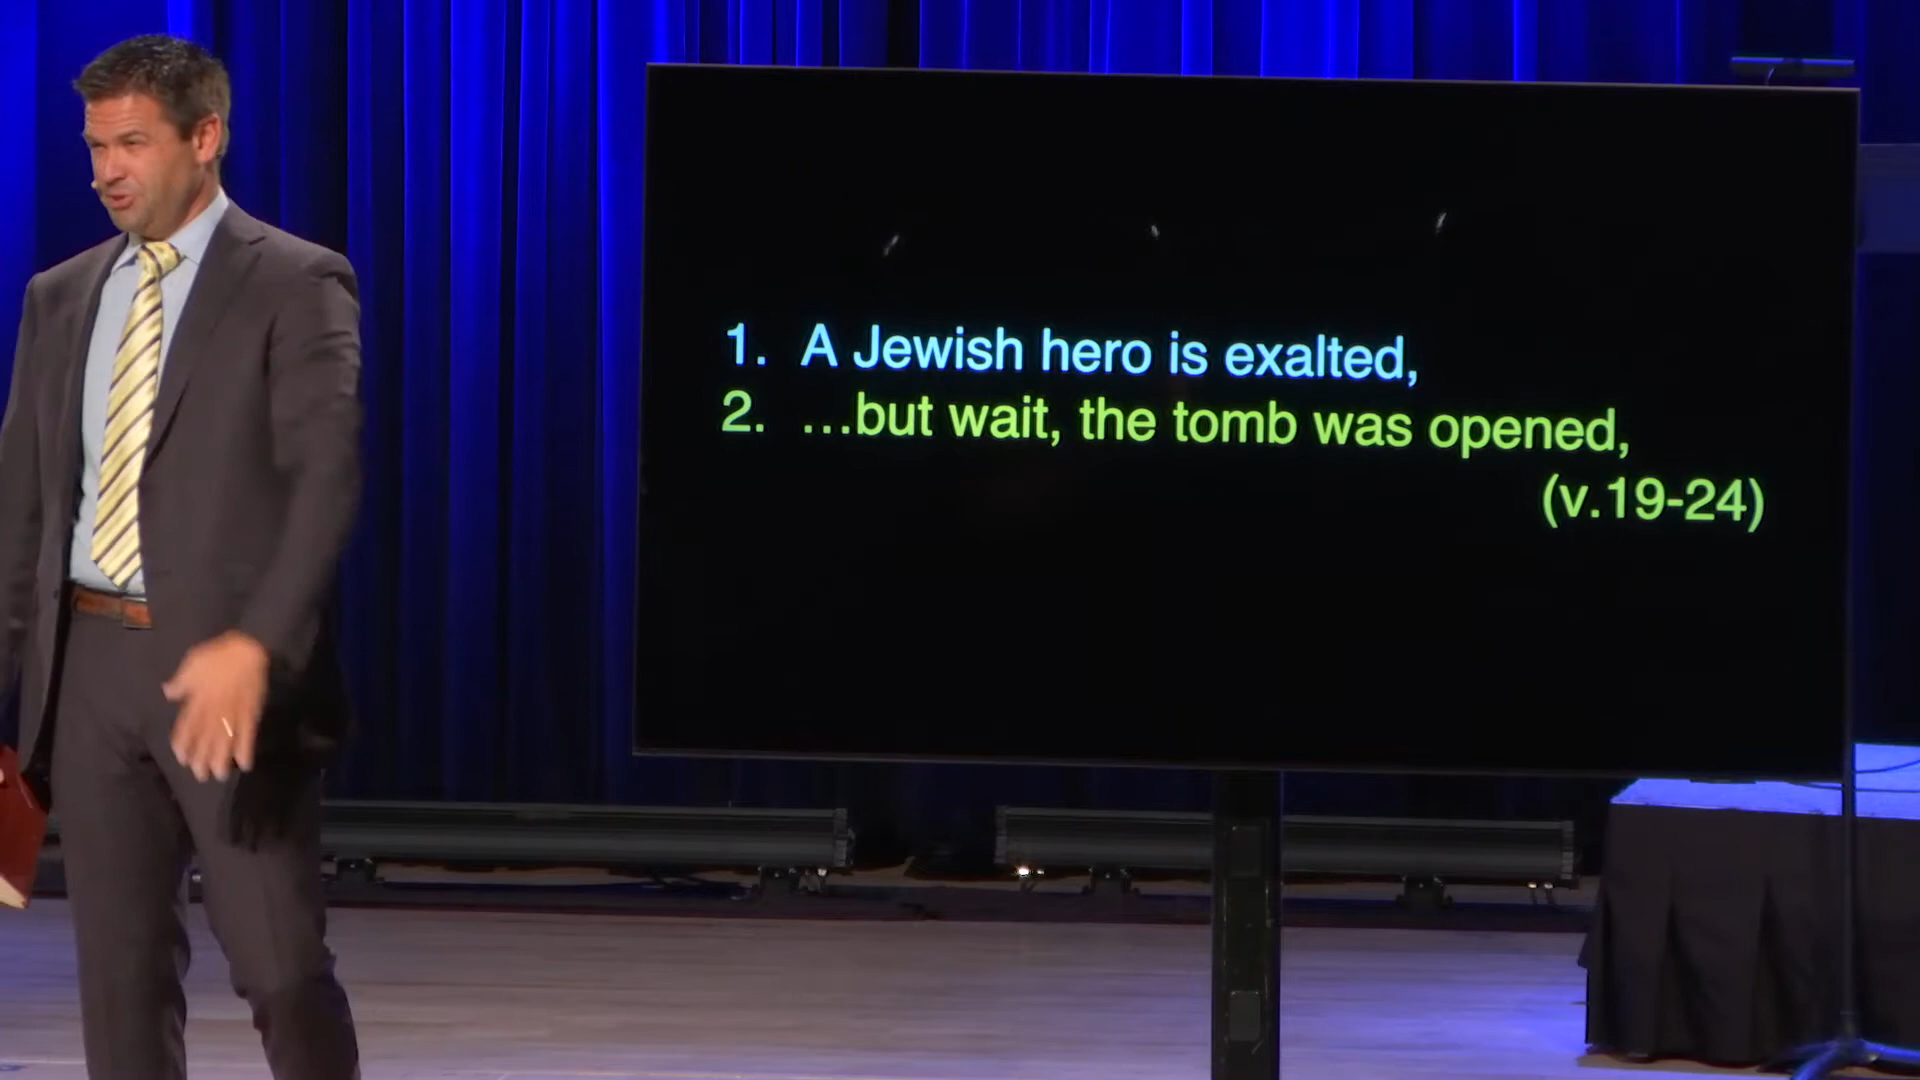 1. A Jewish hero is exalted,
2. …but wait, the tomb was opened,
(v.19-24)